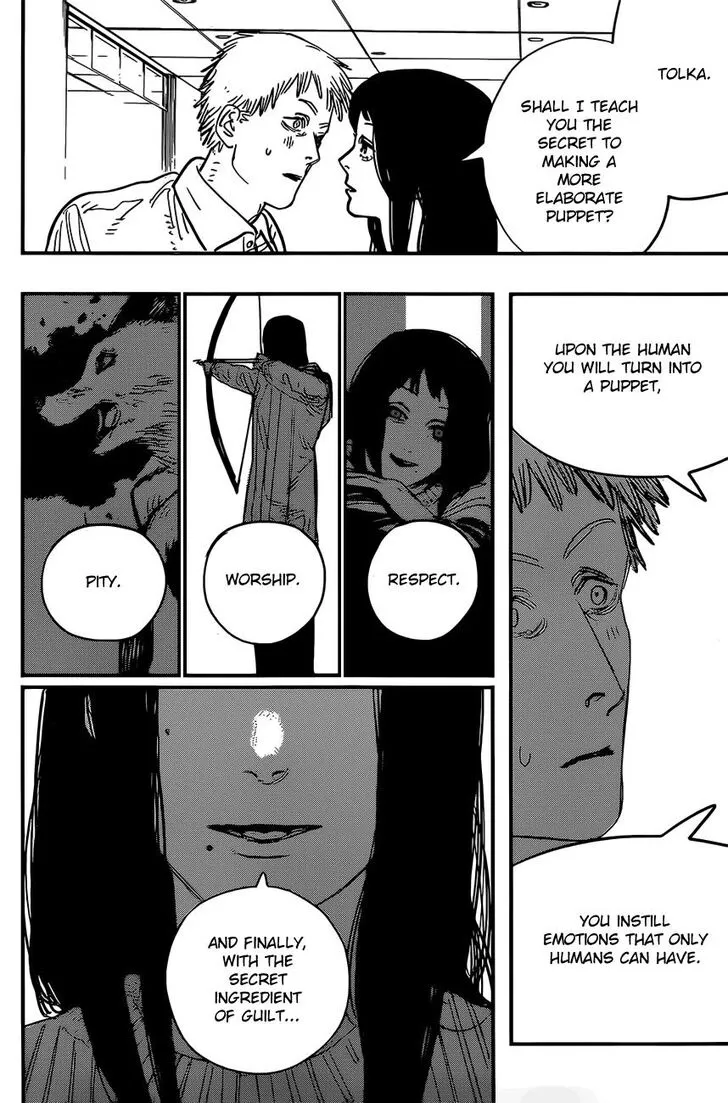 TOLKA.
SHALL I TEACH
YOU THE
SECRET TO
MAKING A
MORE
ELABORATE
PUPPET?
UPON THE HUMAN
YOU WILL TURN INTO
A PUPPET,
YOU INSTILL
EMOTIONS THAT ONLY
HUMANS CAN HAVE.
RESPECT.
WORSHIP.
PITY.
AND FINALLY,
WITH THE
SECRET
INGREDIENT
OF GUILT...